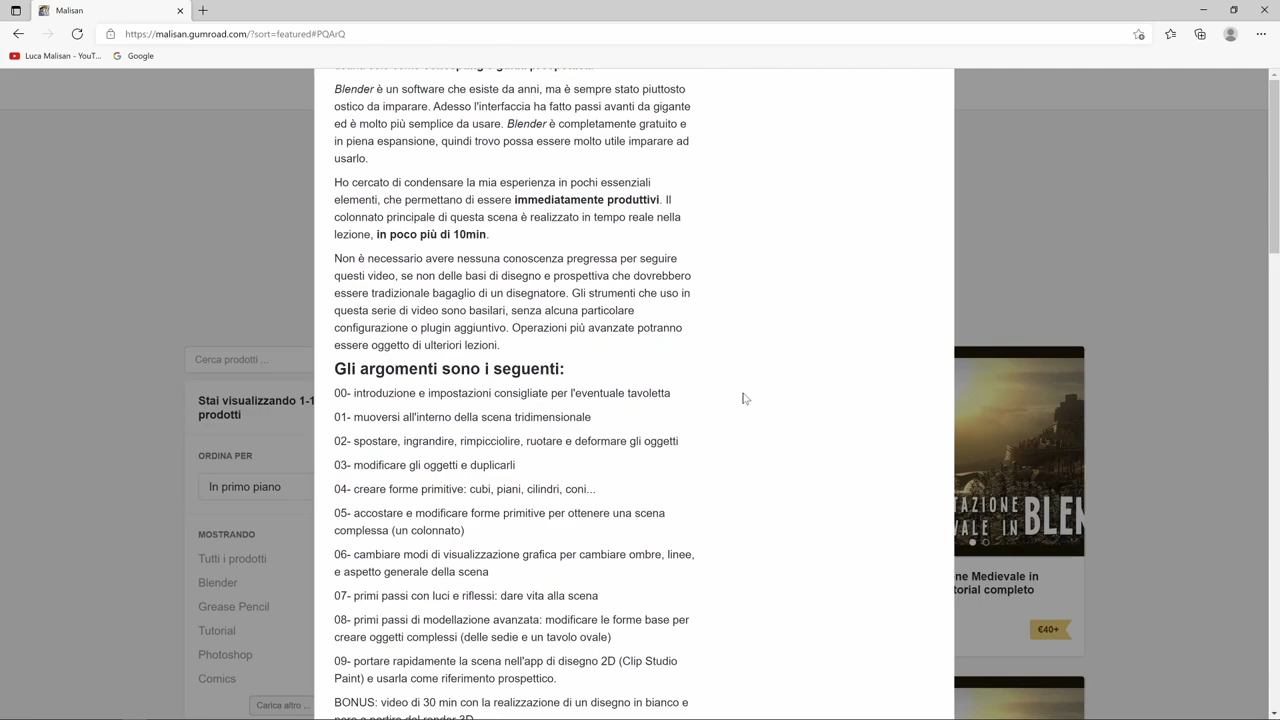 Malisan
https://malisan.gumroad.com/?sort=featured#PQArQ
Luca Malisan - YouT...
Google
Blender è un software che esiste da anni, ma è sempre stato piuttosto
ostico da imparare. Adesso l'interfaccia ha fatto passi avanti da gigante
ed è molto più semplice da usare. Blender è completamente gratuito e
in piena espansione, quindi trovo possa essere molto utile imparare ad
usarlo.
Ho cercato di condensare la mia esperienza in pochi essenziali
elementi, che permettano di essere immediatamente produttivi. Il
colonnato principale di questa scena è realizzato in tempo reale nella
lezione, in poco più di 10min.
Non è necessario avere nessuna conoscenza pregressa per seguire
questi video, se non delle basi di disegno e prospettiva che dovrebbero
essere tradizionale bagaglio di un disegnatore. Gli strumenti che uso in
questa serie di video sono basilari, senza alcuna particolare
configurazione o plugin aggiuntivo. Operazioni più avanzate potranno
essere oggetto di ulteriori lezioni.
Gli argomenti sono i seguenti:
00- introduzione e impostazioni consigliate per l'eventuale tavoletta
01- muoversi all'interno della scena tridimensionale
02- spostare, ingrandire, rimpicciolire, ruotare e deformare gli oggetti
03- modificare gli oggetti e duplicarli
04- creare forme primitive: cubi, piani, cilindri, coni...
05- accostare e modificare forme primitive per ottenere una scena
complessa (un colonnato)
06- cambiare modi di visualizzazione grafica per cambiare ombre, linee,
e aspetto generale della scena
07- primi passi con luci e riflessi: dare vita alla scena
08- primi passi di modellazione avanzata: modificare le forme base per
creare oggetti complessi (delle sedie e un tavolo ovale)
09- portare rapidamente la scena nell'app di disegno 2D (Clip Studio
Paint) e usarla come riferimento prospettico.
BONUS: video di 30 min con la realizzazione di un disegno in bianco e
nero a partire dal render 3D
Cerca prodotti ...
Stai visualizzando 1-1
prodotti
ORDINA PER
In primo piano
MOSTRANDO
Tutti i prodotti
Blender
Grease Pencil
Tutorial
Photoshop
Comics
Carica altro ...
TAZIONE
VALE IN BLEN
ne Medievale in
torial completo
€40+